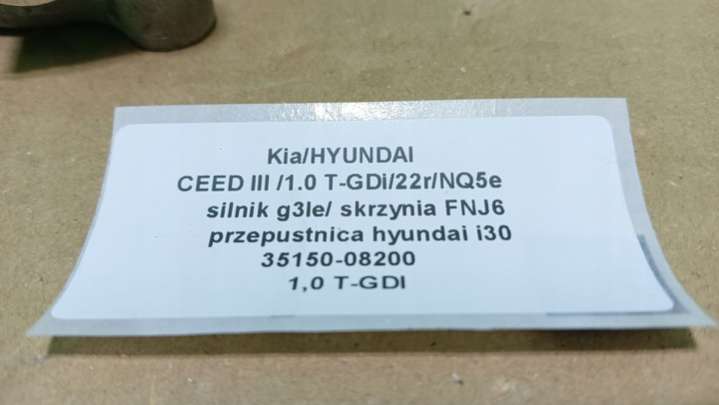 Kia/HYUNDAI
CEED III /1.0 T-GDi/22r/NQ5e
silnik g3le/ skrzynia FNJ6
przepustnica hyundai i30
35150-08200
1,0 T-GDI